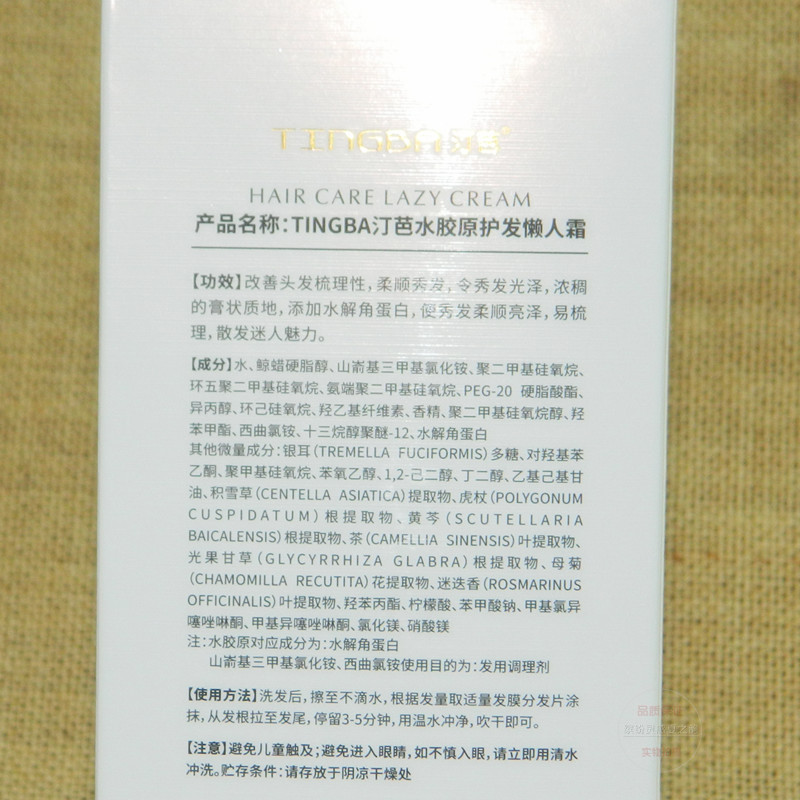 TINGBA汀芭®
HAIR CARE LAZY CREAM
产品名称：TINGBA汀芭水胶原护发懒人霜
【功效】改善头发梳理性，柔顺秀发，令秀发光泽，浓稠
的膏状质地，添加水解角蛋白，使秀发柔顺亮泽，易梳
理，散发迷人魅力。
【成分】水、鲸蜡硬脂醇、山嵛基三甲基氯化铵、聚二甲基硅氧烷、
环五聚二甲基硅氧烷、氨端聚二甲基硅氧烷、PEG-20 硬脂酸酯、
异丙醇、环己硅氧烷、羟乙基纤维素、香精、聚二甲基硅氧烷醇、羟
苯甲酯、西曲氯铵、十三烷醇聚醚-12、水解角蛋白
其他微量成分：银耳（TREMELLA FUCIFORMIS）多糖、对羟基苯
乙酮、聚甲基硅氧烷、苯氧乙醇、1,2-己二醇、丁二醇、乙基己基甘
油、积雪草（CENTELLA ASIATICA）提取物、虎杖（POLYGONUM
CUSPIDATUM）根提取物、黄芩（SCUTELLARIA
BAICALENSIS）根提取物、茶（CAMELLIA SINENSIS）叶提取物、
光果甘草（GLYCYRRHIZA GLABRA）根提取物、母菊
（CHAMOMILLA RECUTITA）花提取物、迷迭香（ROSMARINUS
OFFICINALIS）叶提取物、羟苯丙酯、柠檬酸、苯甲酸钠、甲基氯异
噻唑啉酮、甲基异噻唑啉酮、氯化镁、硝酸镁
注：水胶原对应成分为：水解角蛋白
山嵛基三甲基氯化铵、西曲氯铵使用目的为：发用调理剂
【使用方法】洗发后，擦至不滴水，根据发量取适量发膜分发片涂
抹，从发根拉至发尾，停留3-5分钟，用温水冲净，吹干即可。
【注意】避免儿童触及；避免进入眼睛，如不慎入眼，请立即用清水
冲洗。贮存条件：请存放于阴凉干燥处